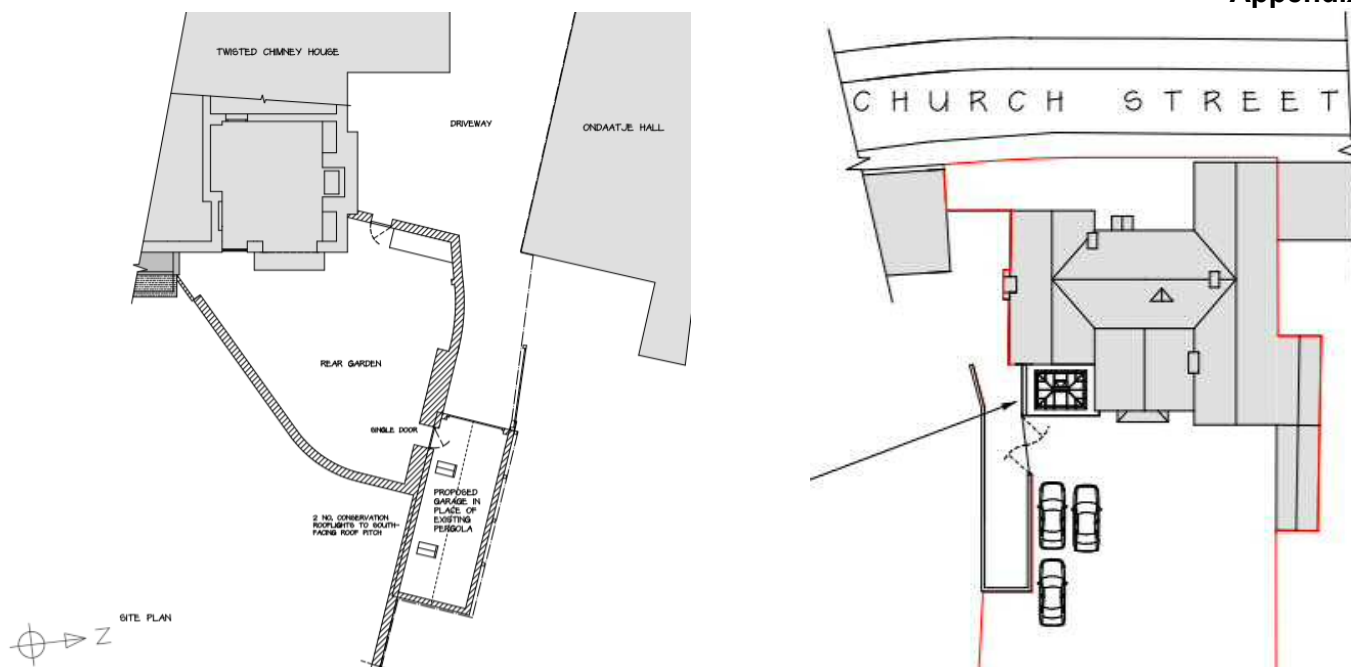 Appendix
TWISTED CHIMNEY HOUSE
DRIVEWAY
ONDAATJE HALL
REAR GARDEN
SINGLE DOOR
PROPOSED
GARAGE IN
PLACE OF
EXISTING
PERGOLA
2 NO. CONSERVATION
ROOFLIGHTS TO SOUTH-
FACING ROOF PITCH
SITE PLAN
N
CHURCH STREET